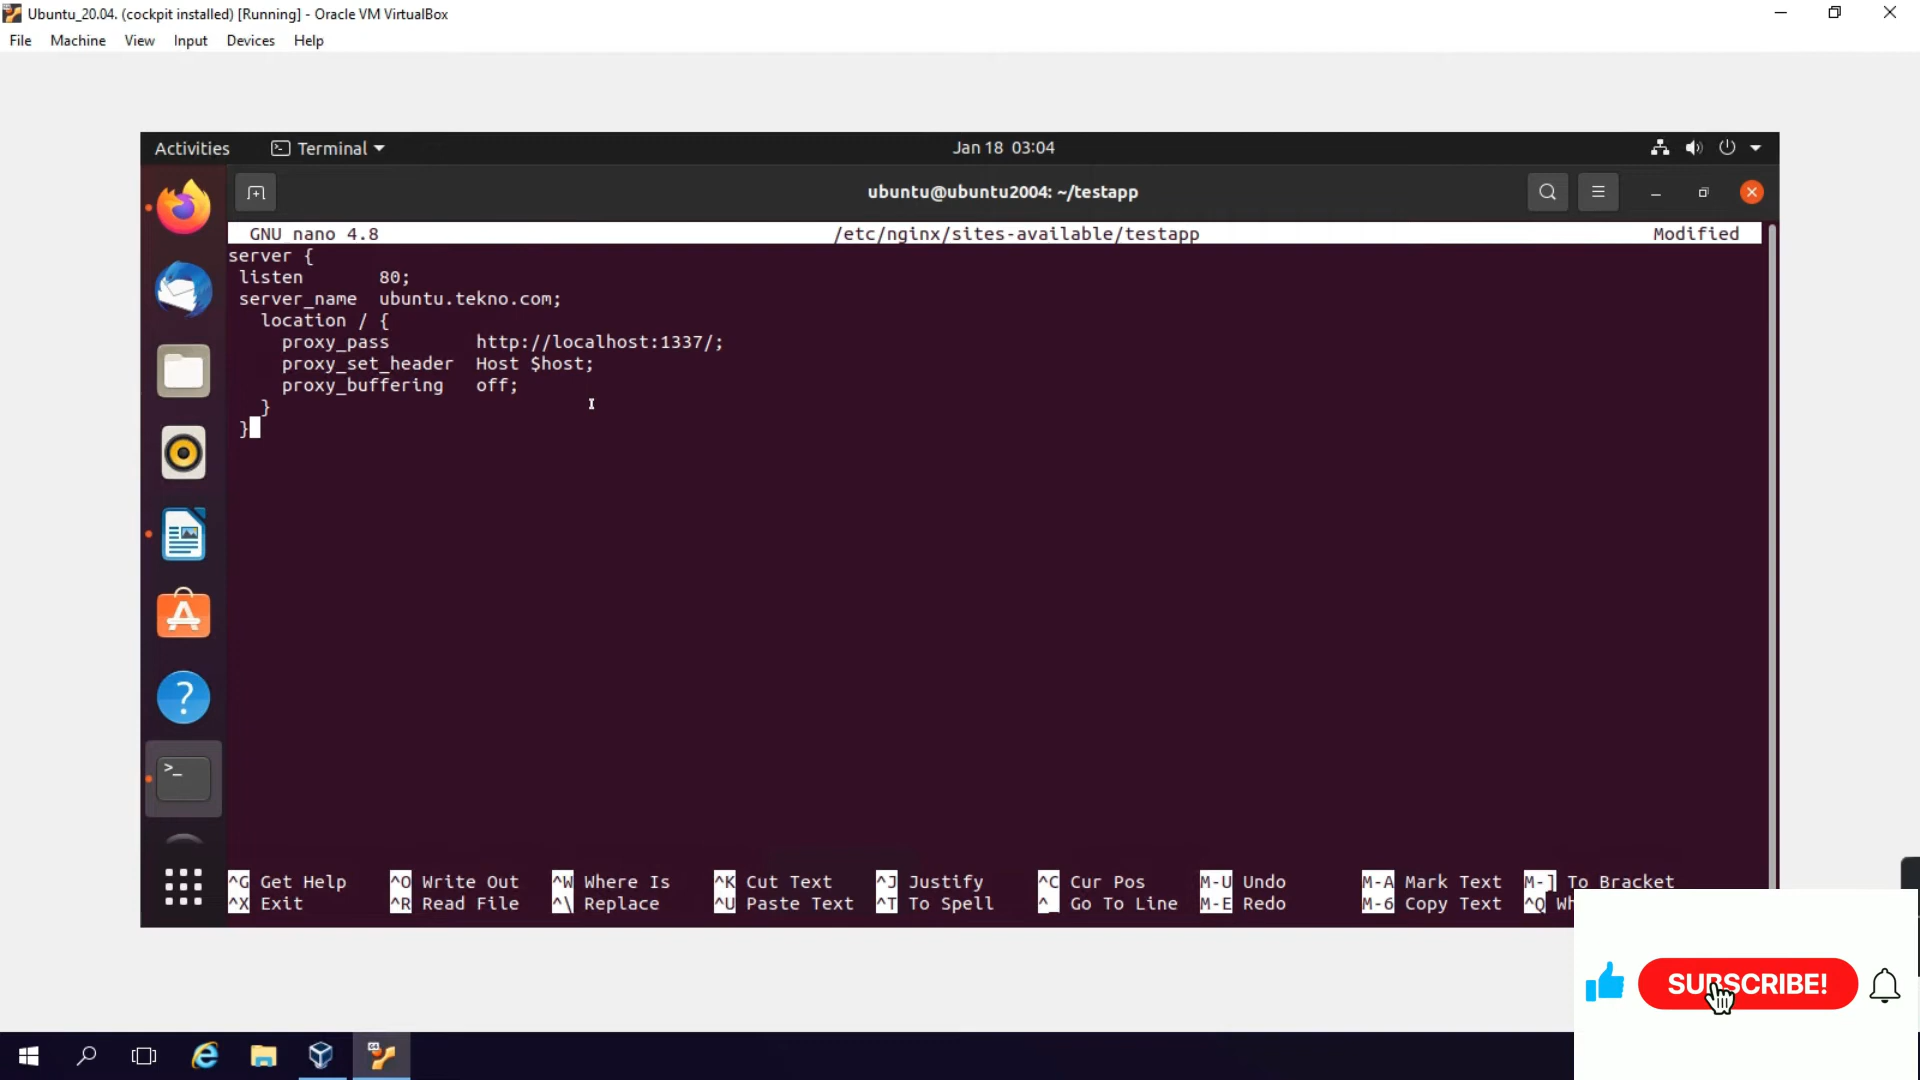 Ubuntu_20.04. (cockpit installed) [Running] - Oracle VM VirtualBox
File Machine View Input Devices Help
Activities Terminal Jan 18 03:04
ubuntu@ubuntu2004: ~/testapp
GNU nano 4.8 /etc/nginx/sites-available/testapp Modified
server {
listen 80;
server_name ubuntu.tekno.com;
location / {
proxy_pass http://localhost:1337/;
proxy_set_header Host $host;
proxy_buffering off;
}
}
^G Get Help ^O Write Out ^W Where Is ^K Cut Text ^J Justify ^C Cur Pos M-U Undo M-A Mark Text M-] To Bracket
^X Exit ^R Read File ^\ Replace ^U Paste Text ^T To Spell ^_ Go To Line M-E Redo M-6 Copy Text ^Q Wh
SUBSCRIBE!